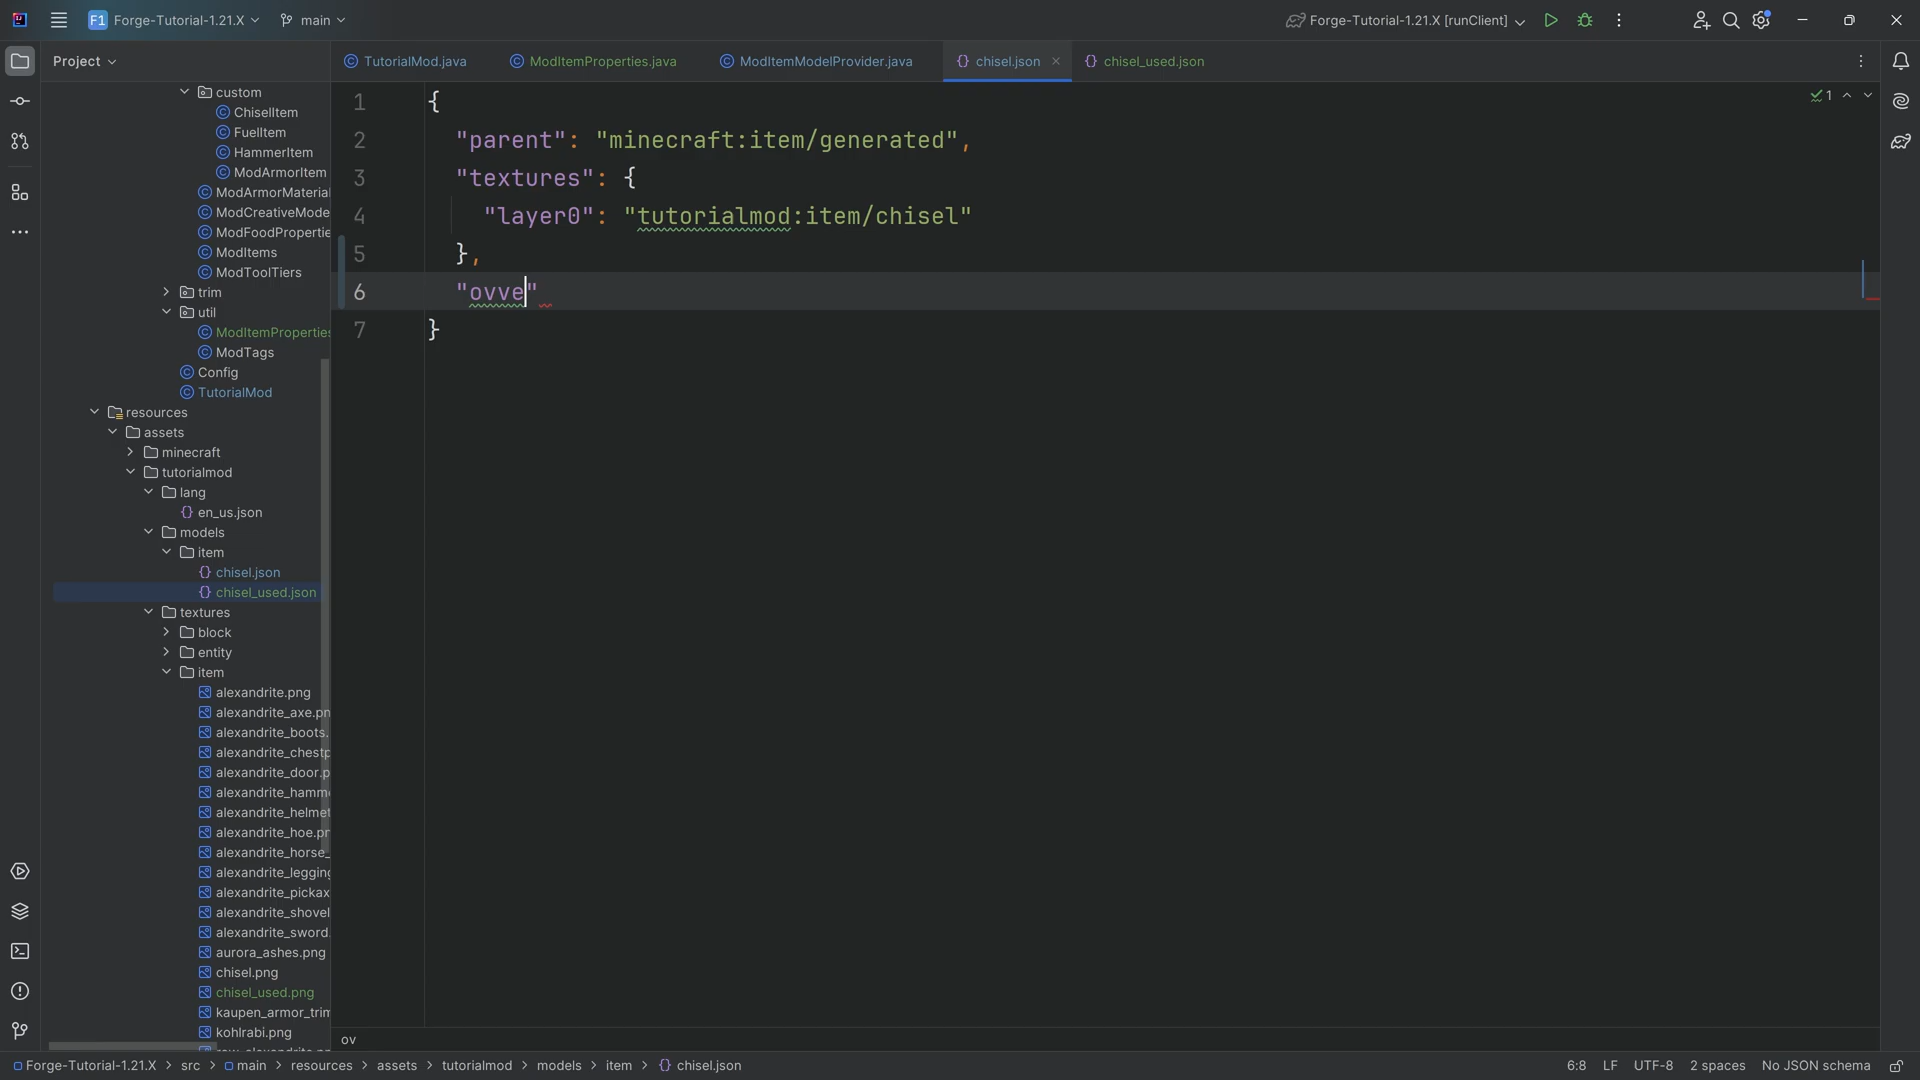 F1 Forge-Tutorial-1.21.X main Forge-Tutorial-1.21.X [runClient]
Project
TutorialMod.java ModItemProperties.java ModItemModelProvider.java chisel.json chisel_used.json
custom
ChiselItem
FuelItem
HammerItem
ModArmorItem
ModArmorMateria
ModCreativeMode
ModFoodPropertie
ModItems
ModToolTiers
trim
util
ModItemProperties
ModTags
Config
TutorialMod
resources
assets
minecraft
tutorialmod
lang
en_us.json
models
item
chisel.json
chisel_used.json
textures
block
entity
item
alexandrite.png
alexandrite_axe.pn
alexandrite_boots.
alexandrite_chestp
alexandrite_door.p
alexandrite_hamme
alexandrite_helmet
alexandrite_hoe.pn
alexandrite_horse_
alexandrite_legging
alexandrite_pickax
alexandrite_shovel
alexandrite_sword.
aurora_ashes.png
chisel.png
chisel_used.png
kaupen_armor_trim
kohlrabi.png
1 {
2 "parent": "minecraft:item/generated",
3 "textures": {
4 "layer0": "tutorialmod:item/chisel"
5 },
6 "ovve"
7 }
1
ov
Forge-Tutorial-1.21.X > src > main > resources > assets > tutorialmod > models > item > chisel.json
6:8 LF UTF-8 2 spaces No JSON schema